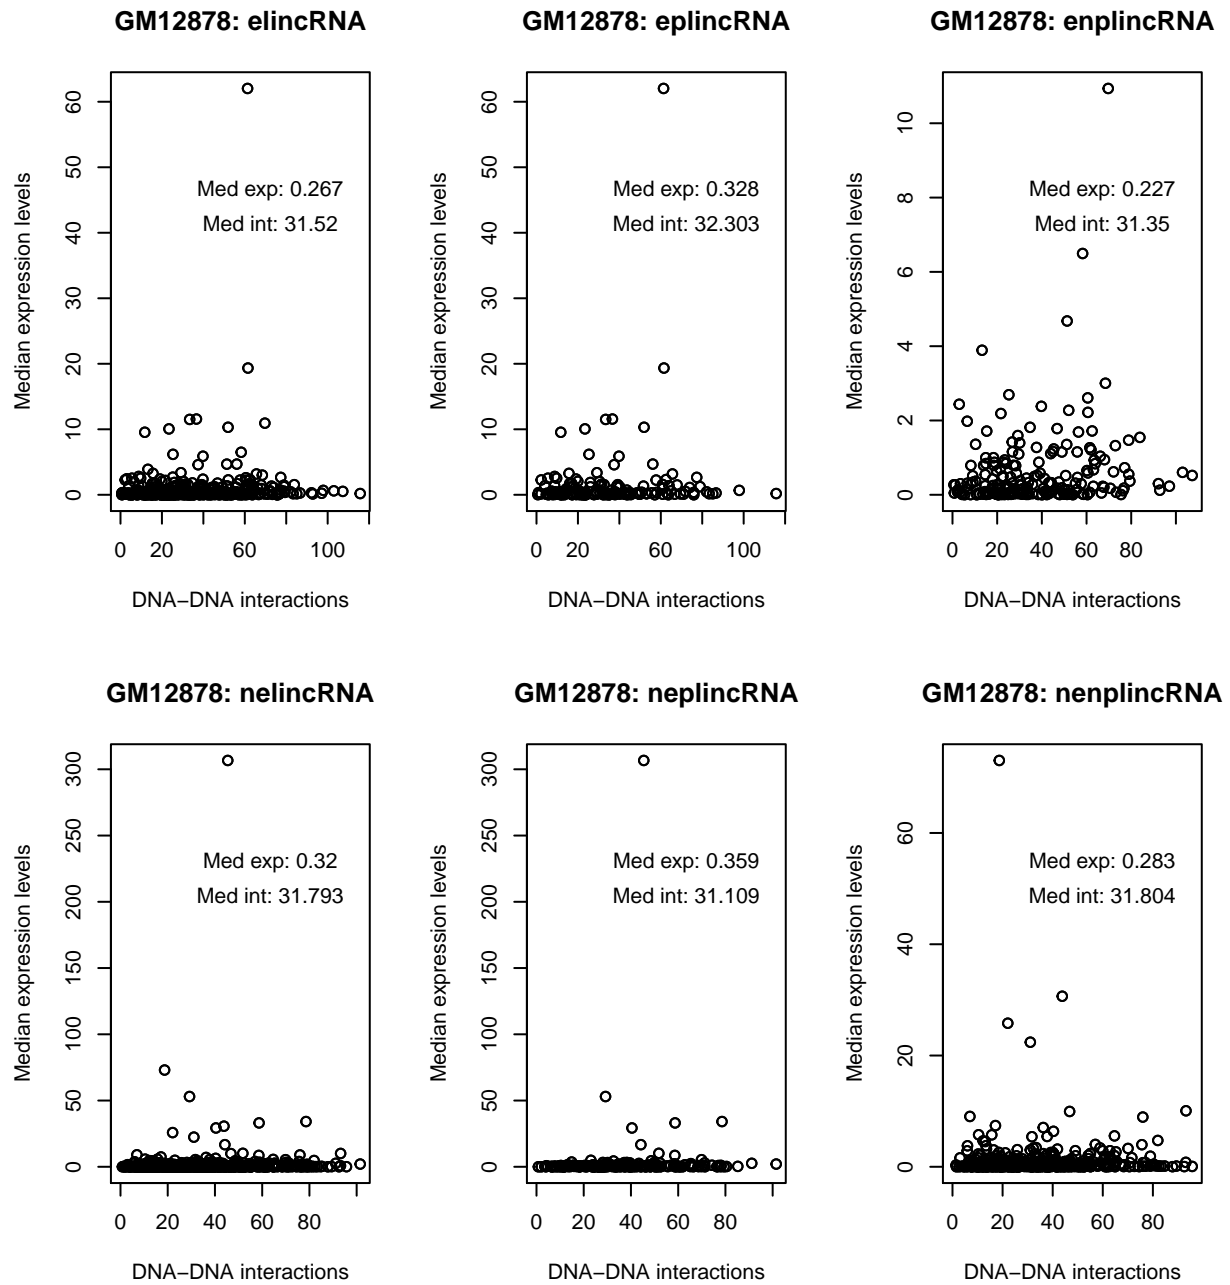 GM12878: elincRNA
GM12878: eplincRNA
GM12878: enplincRNA
Median expression levels
0
10
20
30
40
50
60
Med exp: 0.267
Med int: 31.52
0
20
60
100
DNA−DNA interactions
Median expression levels
0
10
20
30
40
50
60
Med exp: 0.328
Med int: 32.303
0
20
60
100
DNA−DNA interactions
Median expression levels
0
2
4
6
8
10
Med exp: 0.227
Med int: 31.35
0
20
40
60
80
DNA−DNA interactions
GM12878: nelincRNA
GM12878: neplincRNA
GM12878: nenplincRNA
Median expression levels
0
50
100
150
200
250
300
Med exp: 0.32
Med int: 31.793
0
20
40
60
80
DNA−DNA interactions
Median expression levels
0
50
100
150
200
250
300
Med exp: 0.359
Med int: 31.109
0
20
40
60
80
DNA−DNA interactions
Median expression levels
0
20
40
60
Med exp: 0.283
Med int: 31.804
0
20
40
60
80
DNA−DNA interactions